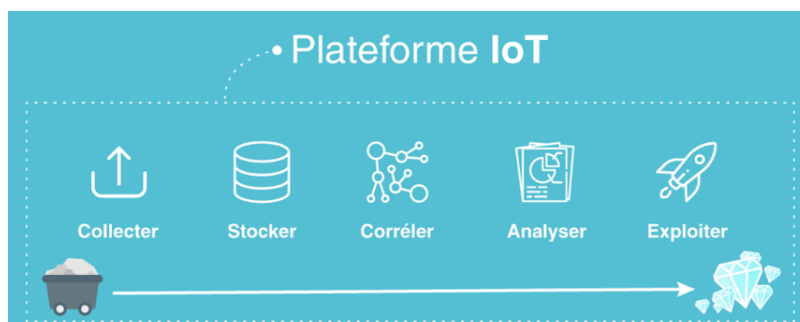 Plateforme IoT
Collecter
Stocker
Corréler
Analyser
Exploiter